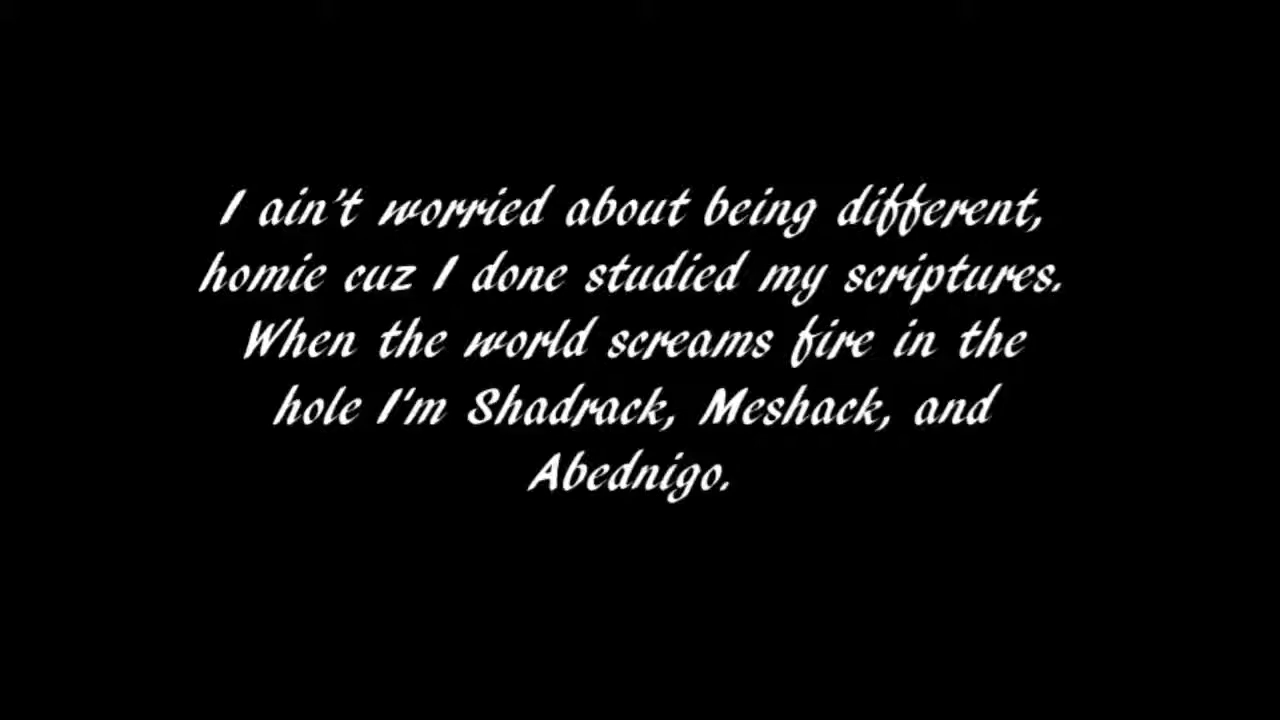 I ain't worried about being different,
homie cuz I done studied my scriptures.
When the world screams fire in the
hole I'm Shadrack, Meshack, and
Abednigo.